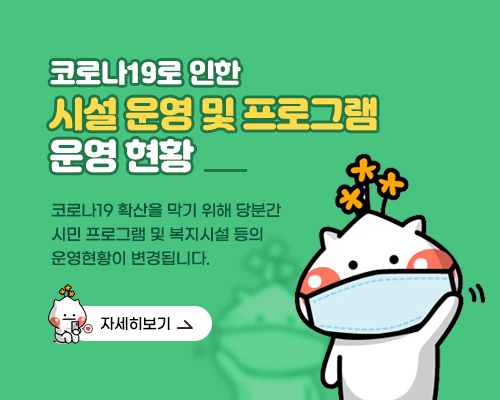 코로나19로 인한
시설 운영 및 프로그램
운영 현황
코로나19 확산을 막기 위해 당분간
시민 프로그램 및 복지시설 등의
운영현황이 변경됩니다.
자세히보기